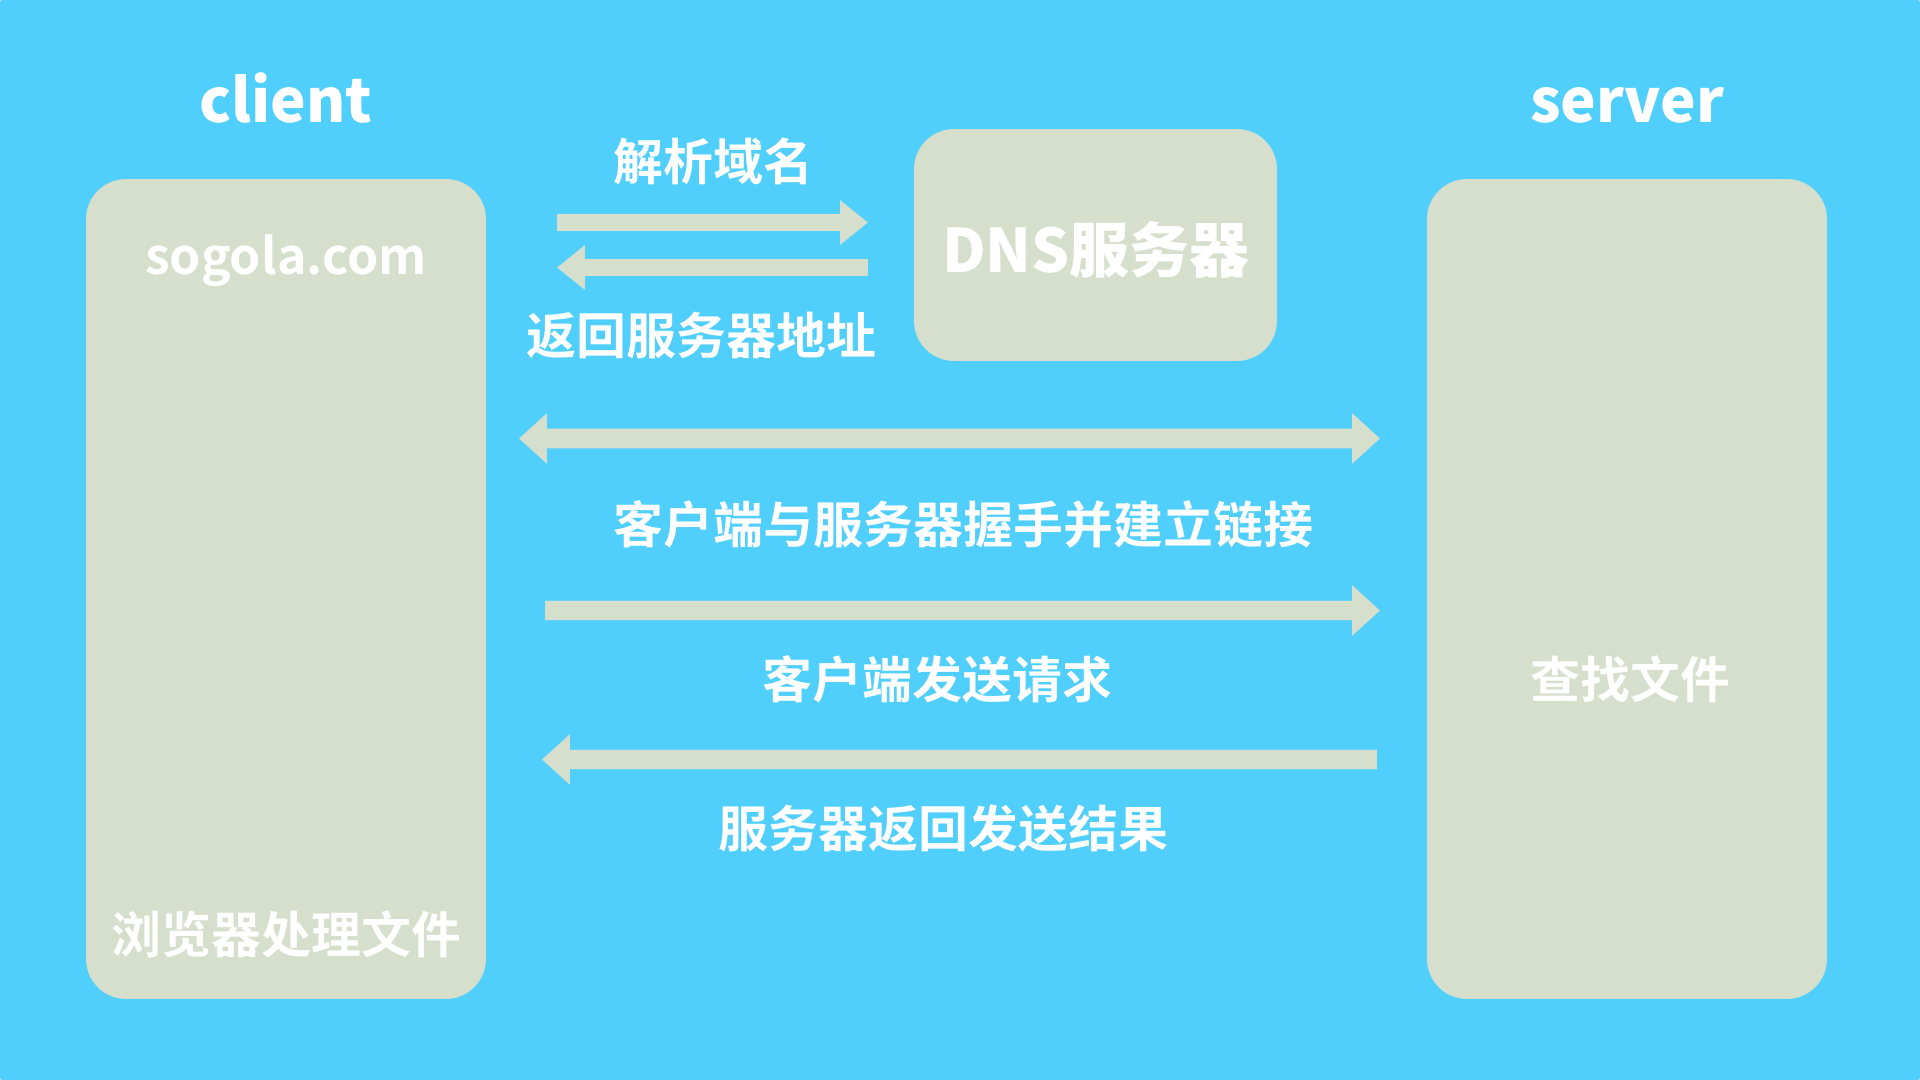 client
server
解析域名
DNS服务器
sogola.com
返回服务器地址
客户端与服务器握手并建立链接
客户端发送请求
查找文件
服务器返回发送结果
浏览器处理文件